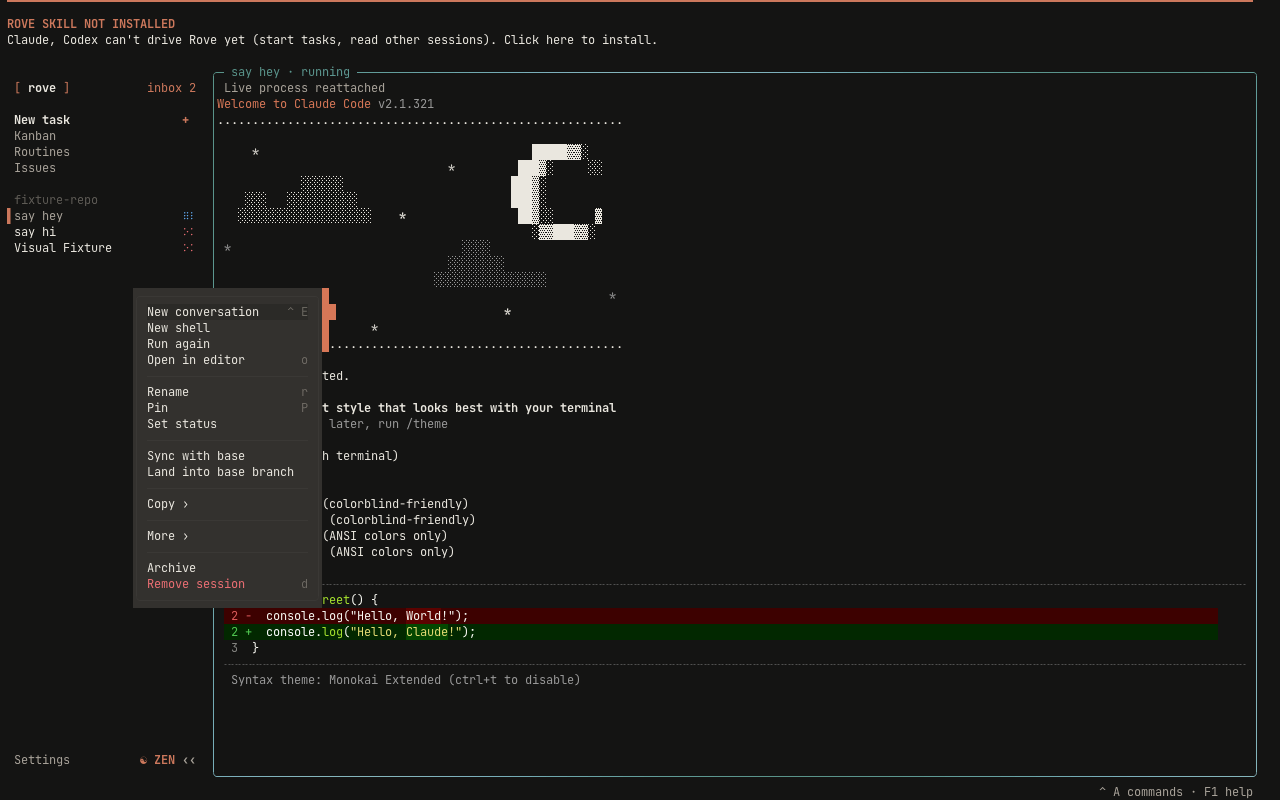 ROVE SKILL NOT INSTALLED
Claude, Codex can't drive Rove yet (start tasks, read other sessions). Click here to install.
[ rove ] inbox 2
New task +
Kanban
Routines
Issues
fixture-repo
say hey
say hi
Visual Fixture
say hey · running
Live process reattached
Welcome to Claude Code v2.1.321
New conversation ^ E
New shell
Run again
Open in editor o
Rename r
Pin P
Set status
Sync with base
Land into base branch
Copy ›
More ›
Archive
Remove session d
ted.
t style that looks best with your terminal
later, run /theme
h terminal)
(colorblind-friendly)
(colorblind-friendly)
(ANSI colors only)
(ANSI colors only)
reet() {
2 - console.log("Hello, World!");
2 + console.log("Hello, Claude!");
3 }
Syntax theme: Monokai Extended (ctrl+t to disable)
Settings ☯ ZEN ‹‹
^ A commands · F1 help